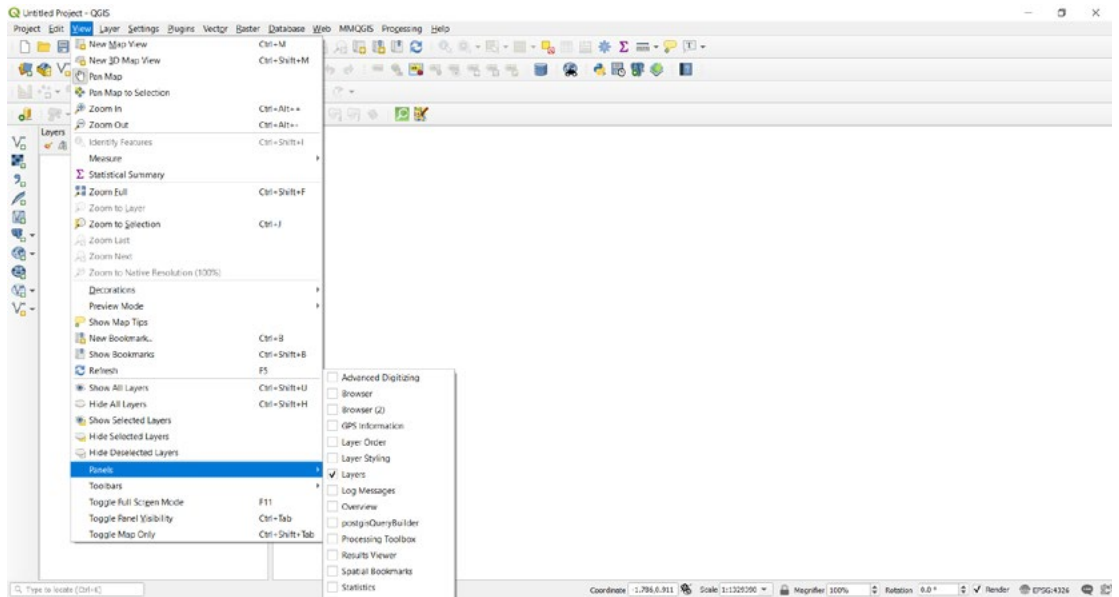 Untitled Project - QGIS
Project Edit View Layer Settings Plugins Vector Raster Database Web MMQGIS Processing Help
New Map View Ctrl+M
New 3D Map View Ctrl+Shift+M
Pan Map
Pan Map to Selection
Zoom In Ctrl+Alt++
Zoom Out Ctrl+Alt+-
Identify Features Ctrl+Shift+I
Measure
Statistical Summary
Zoom Full Ctrl+Shift+F
Zoom to Layer
Zoom to Selection Ctrl+J
Zoom Last
Zoom Next
Zoom to Native Resolution (100%)
Decorations
Preview Mode
Show Map Tips
New Bookmark... Ctrl+B
Show Bookmarks Ctrl+Shift+B
Refresh F5
Show All Layers Ctrl+Shift+U
Hide All Layers Ctrl+Shift+H
Show Selected Layers
Hide Selected Layers
Hide Deselected Layers
Panels
Toolbars
Toggle Full Screen Mode F11
Toggle Panel Visibility Ctrl+Tab
Toggle Map Only Ctrl+Shift+Tab
Layers
Advanced Digitizing
Browser
Browser (2)
GPS Information
Layer Order
Layer Styling
Layers
Log Messages
Overview
postgisQueryBuilder
Processing Toolbox
Results Viewer
Spatial Bookmarks
Statistics
Type to locate (Ctrl+K)
Coordinate -1.786,0.911 Scale 1:1329390 Magnifier 100% Rotation 0.0 ° Render EPSG:4326